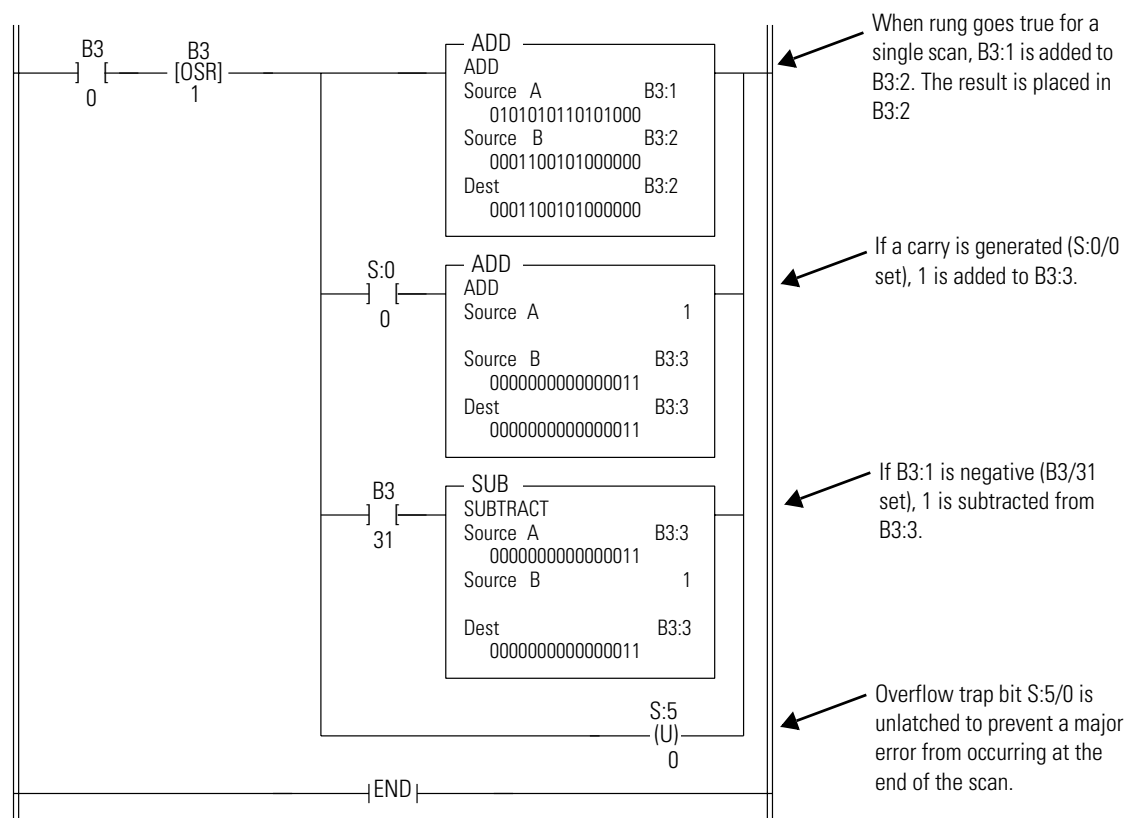 B3
0
B3
[OSR]
1
ADD
ADD
Source A B3:1
0101010110101000
Source B B3:2
0001100101000000
Dest B3:2
0001100101000000
When rung goes true for a
single scan, B3:1 is added to
B3:2. The result is placed in
B3:2
S:0
] [
0
ADD
ADD
Source A 1
Source B B3:3
0000000000000011
Dest B3:3
0000000000000011
If a carry is generated (S:0/0
set), 1 is added to B3:3.
B3
] [
31
SUB
SUBTRACT
Source A B3:3
0000000000000011
Source B 1
Dest B3:3
0000000000000011
If B3:1 is negative (B3/31
set), 1 is subtracted from
B3:3.
S:5
(U)
0
Overflow trap bit S:5/0 is
unlatched to prevent a major
error from occurring at the
end of the scan.
END